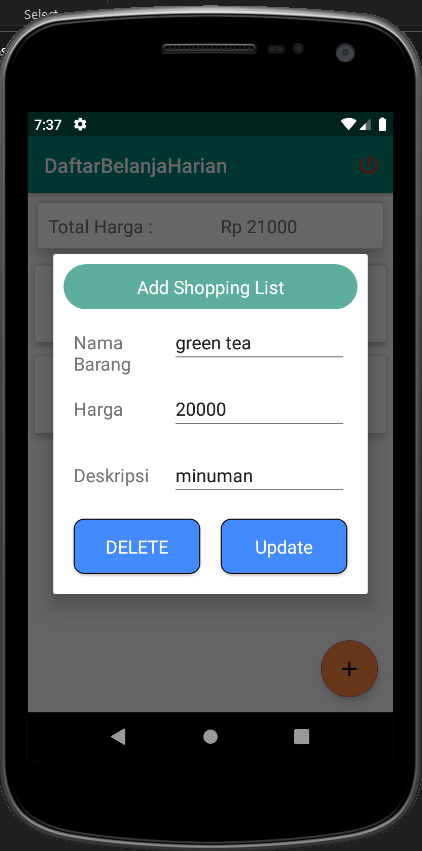 Select
7:37
DaftarBelanjaHarian
Total Harga : Rp 21000
Add Shopping List
Nama Barang green tea
Harga 20000
Deskripsi minuman
DELETE Update